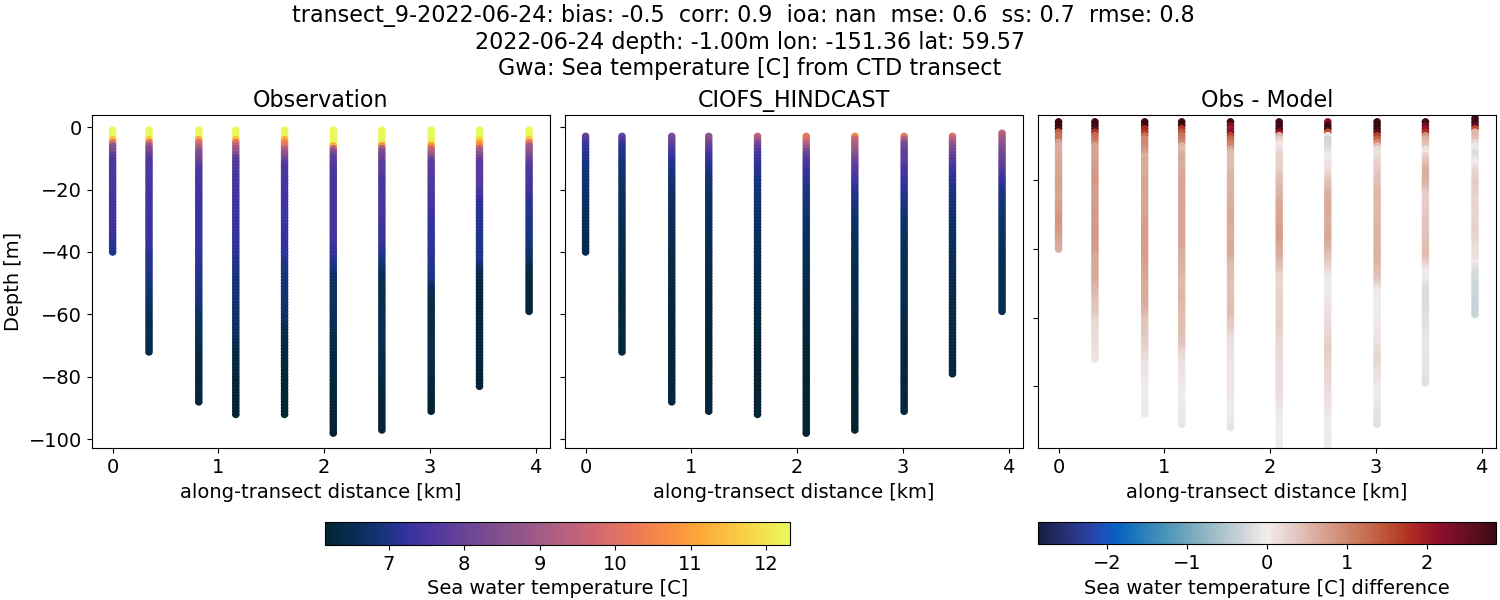 transect_9-2022-06-24: bias: -0.5  corr: 0.9  ioa: nan  mse: 0.6  ss: 0.7  rmse: 0.8
2022-06-24 depth: -1.00m lon: -151.36 lat: 59.57
Gwa: Sea temperature [C] from CTD transect
Observation
CIOFS_HINDCAST
Obs - Model
Depth [m]
0
−20
−40
−60
−80
−100
0 1 2 3 4
0 1 2 3 4
0 1 2 3 4
along-transect distance [km]
along-transect distance [km]
along-transect distance [km]
7 8 9 10 11 12
Sea water temperature [C]
−2 −1 0 1 2
Sea water temperature [C] difference